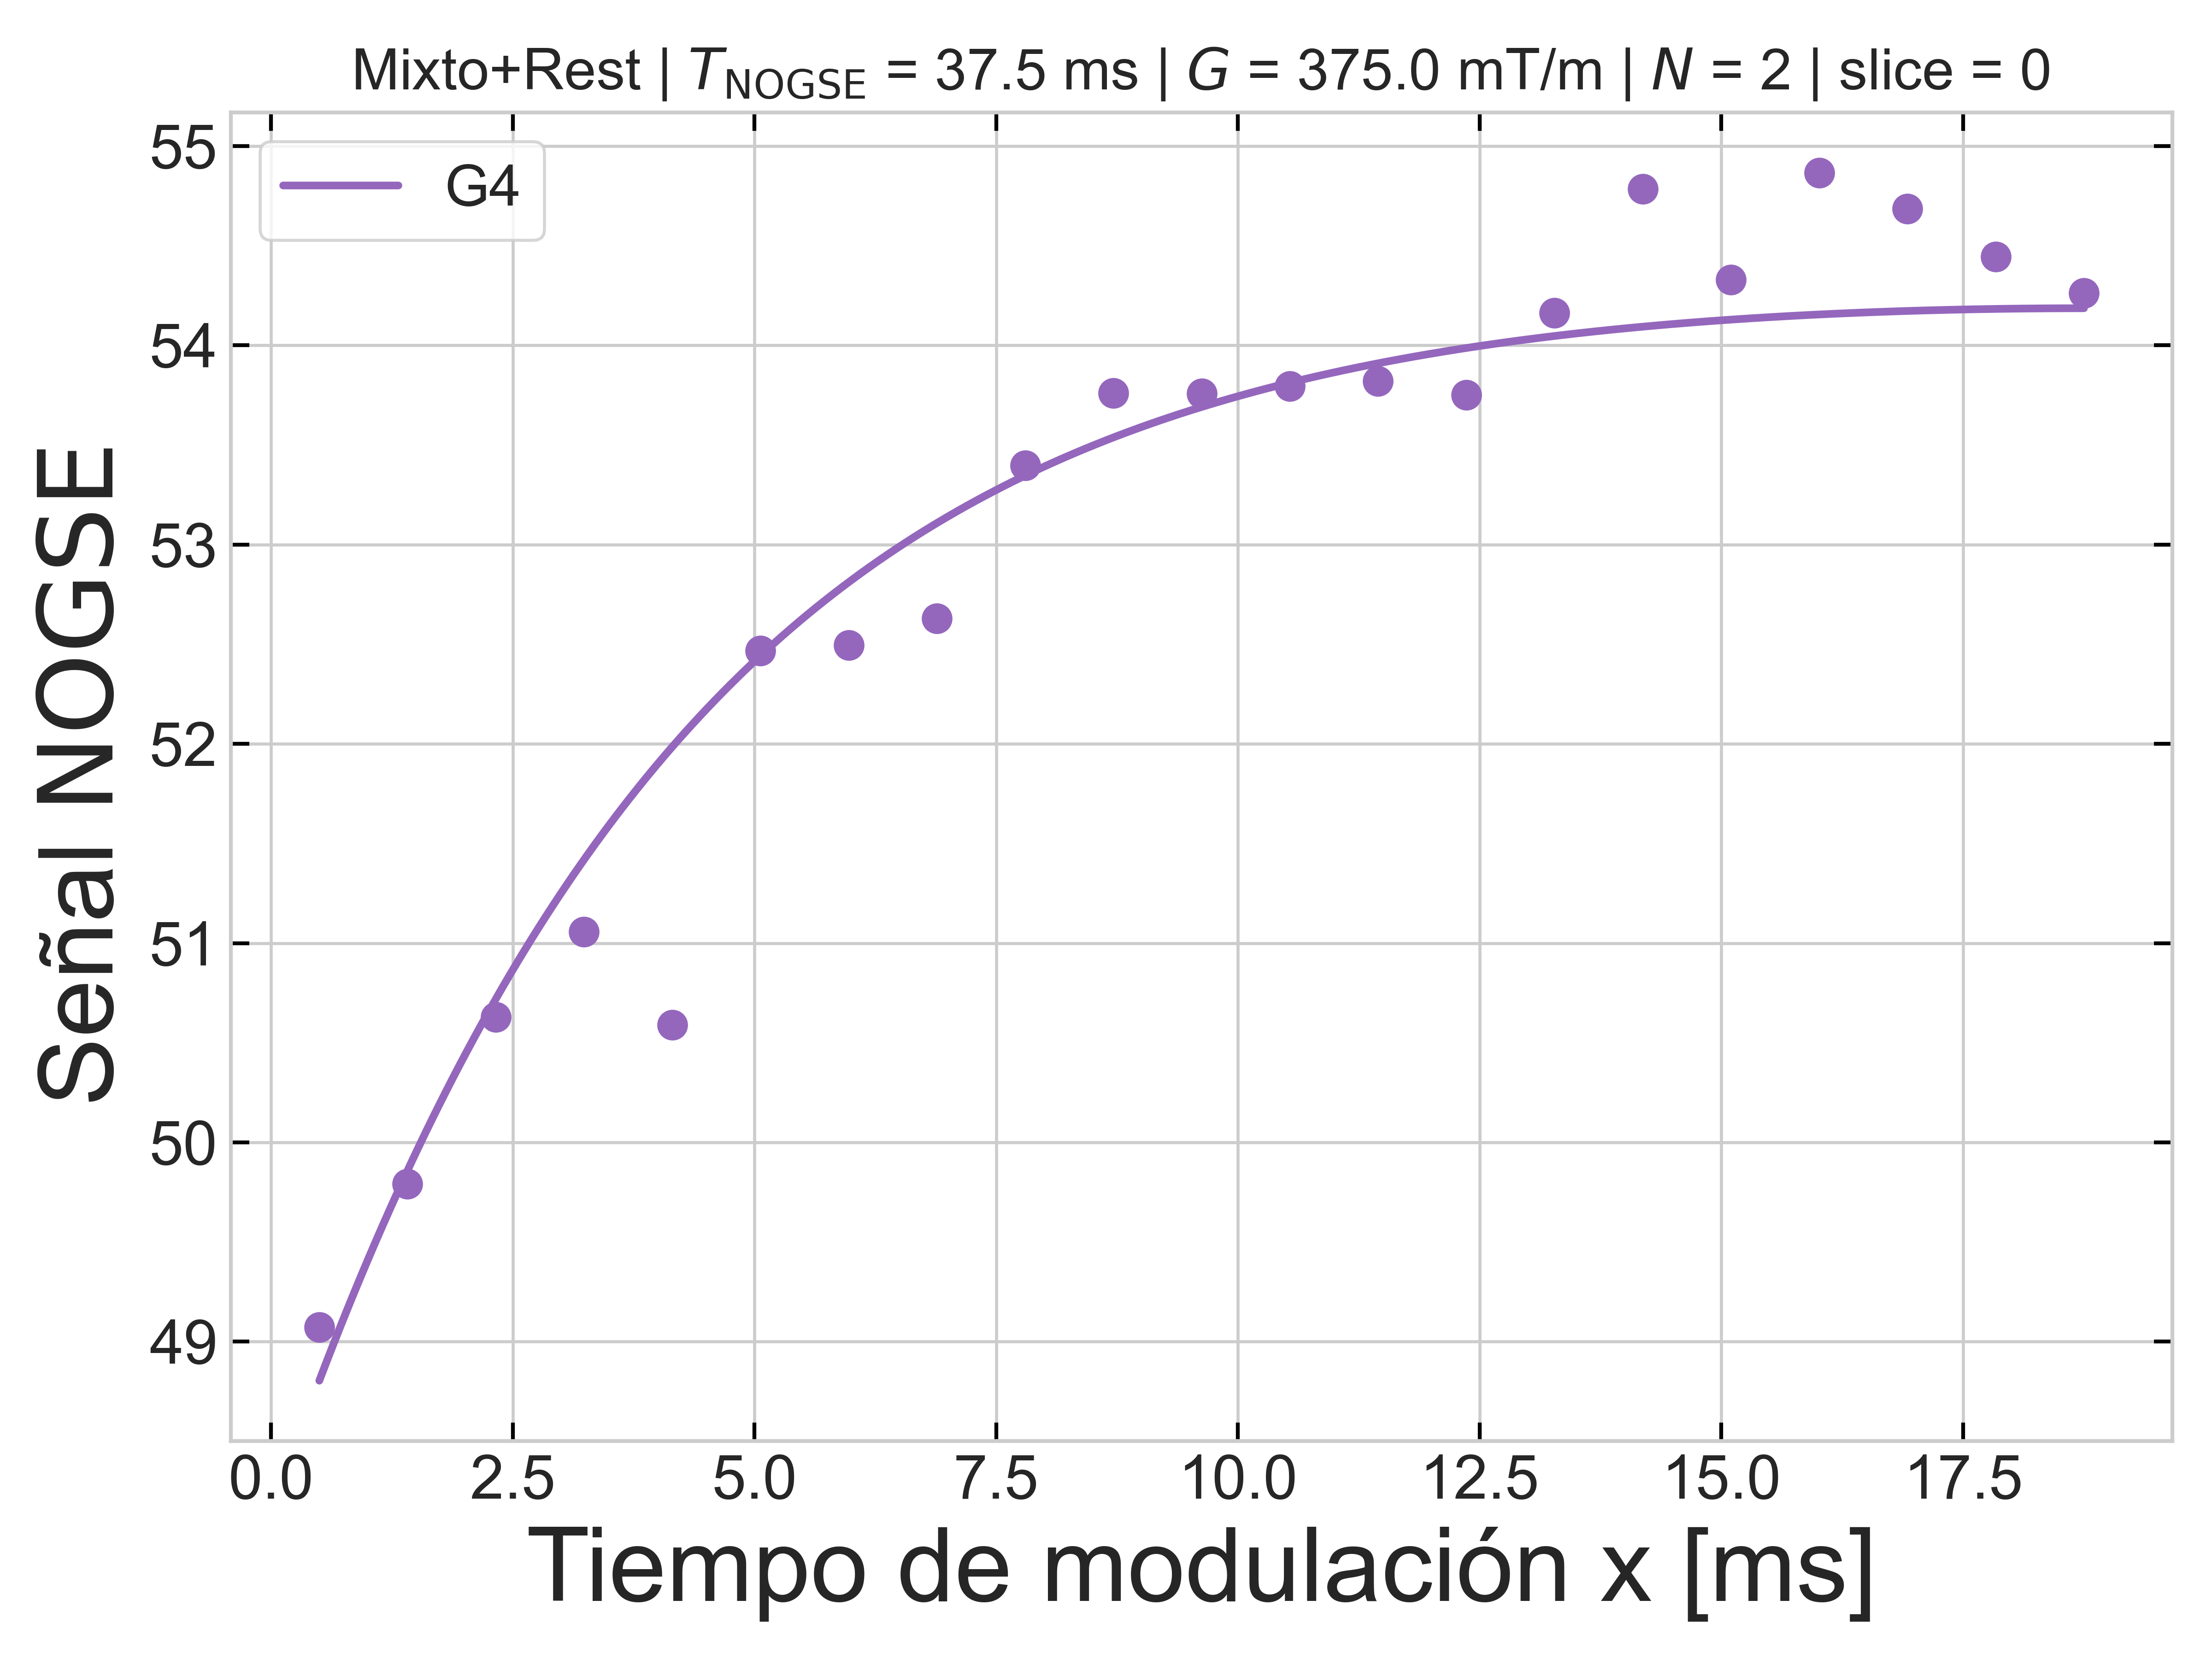 Mixto+Rest | T_NOGSE = 37.5 ms | G = 375.0 mT/m | N = 2 | slice = 0
G4
Señal NOGSE
55
54
53
52
51
50
49
0.0 2.5 5.0 7.5 10.0 12.5 15.0 17.5
Tiempo de modulación x [ms]